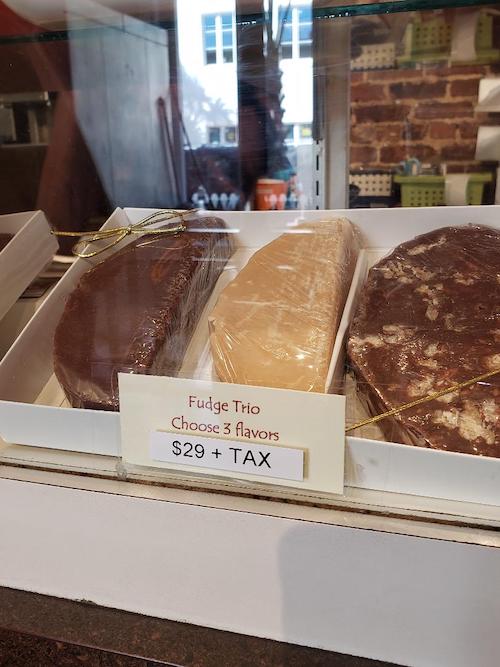 Fudge Trio
Choose 3 flavors
$29 + TAX